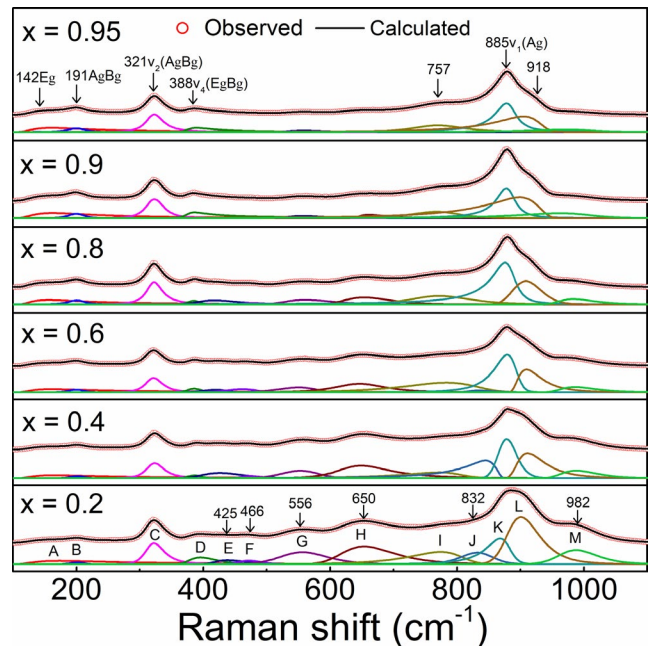 x = 0.95
Observed
Calculated
142Eg
191AgBg
321ν₂(AgBg)
388ν₄(EgBg)
757
885ν₁(Ag)
918
x = 0.9
x = 0.8
x = 0.6
x = 0.4
x = 0.2
425
466
556
650
832
982
A
B
C
D
E
F
G
H
I
J
K
L
M
200
400
600
800
1000
Raman shift (cm⁻¹)